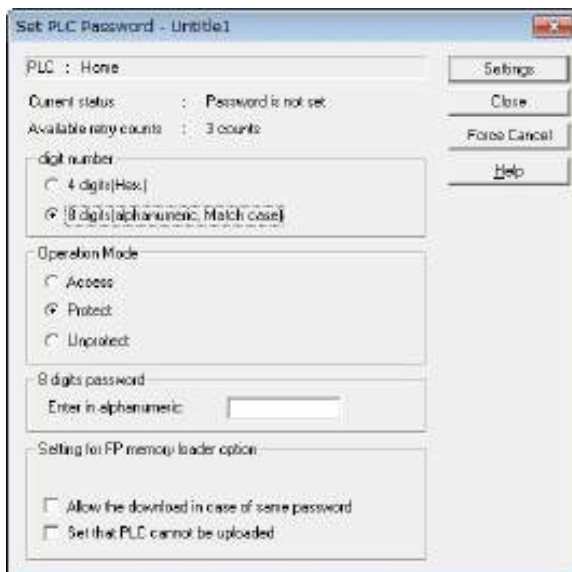 Set PLC Password - Untitle1
PLC : Home
Settings
Current status : Password is not set
Close
Available retry counts : 3 counts
Force Cancel
digit number
Help
4 digits(Hex.)
8 digits(alphanumeric, Match case)
Operation Mode
Access
Protect
Unprotect
8 digits password
Enter in alphanumeric
Setting for FP memory loader option
Allow the download in case of same password
Set that PLC cannot be uploaded